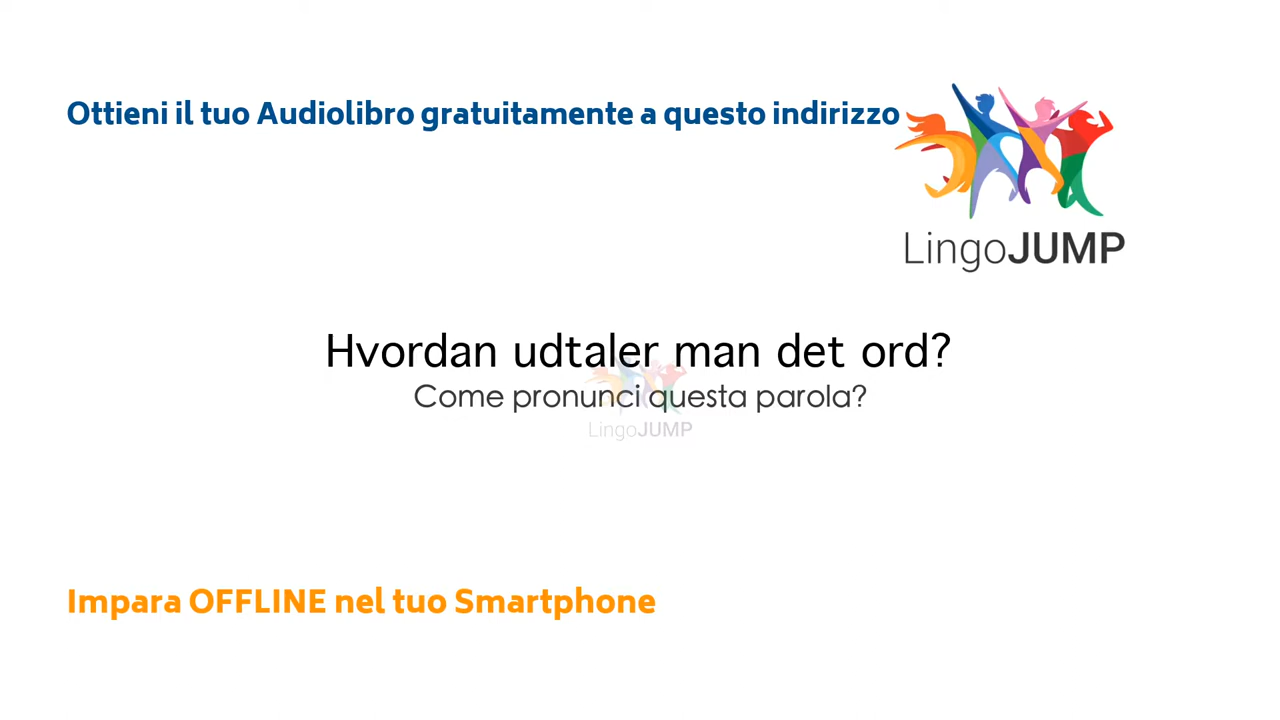 Ottieni il tuo Audiolibro gratuitamente a questo indirizzo
LingoJUMP
Hvordan udtaler man det ord?
Come pronunci questa parola?
LingoJUMP
Impara OFFLINE nel tuo Smartphone